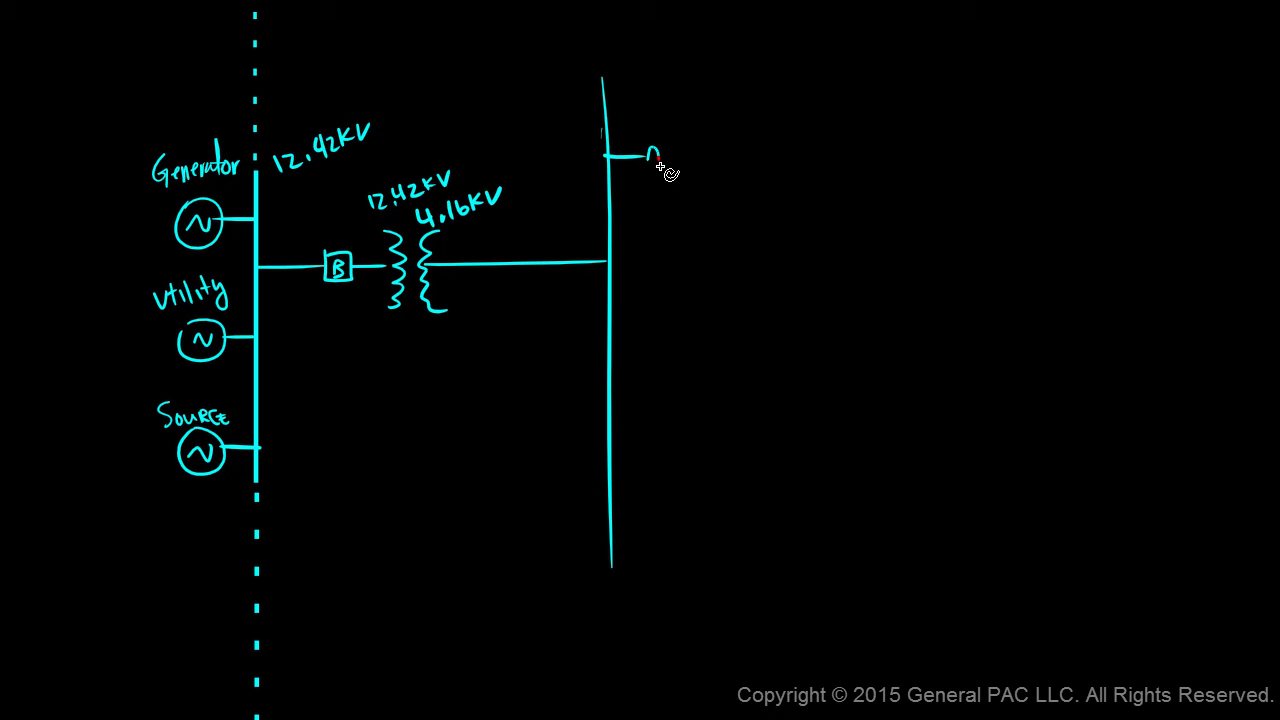 12.42KV
Generator
12.42KV
4.16KV
B
Utility
Source
Copyright © 2015 General PAC LLC. All Rights Reserved.